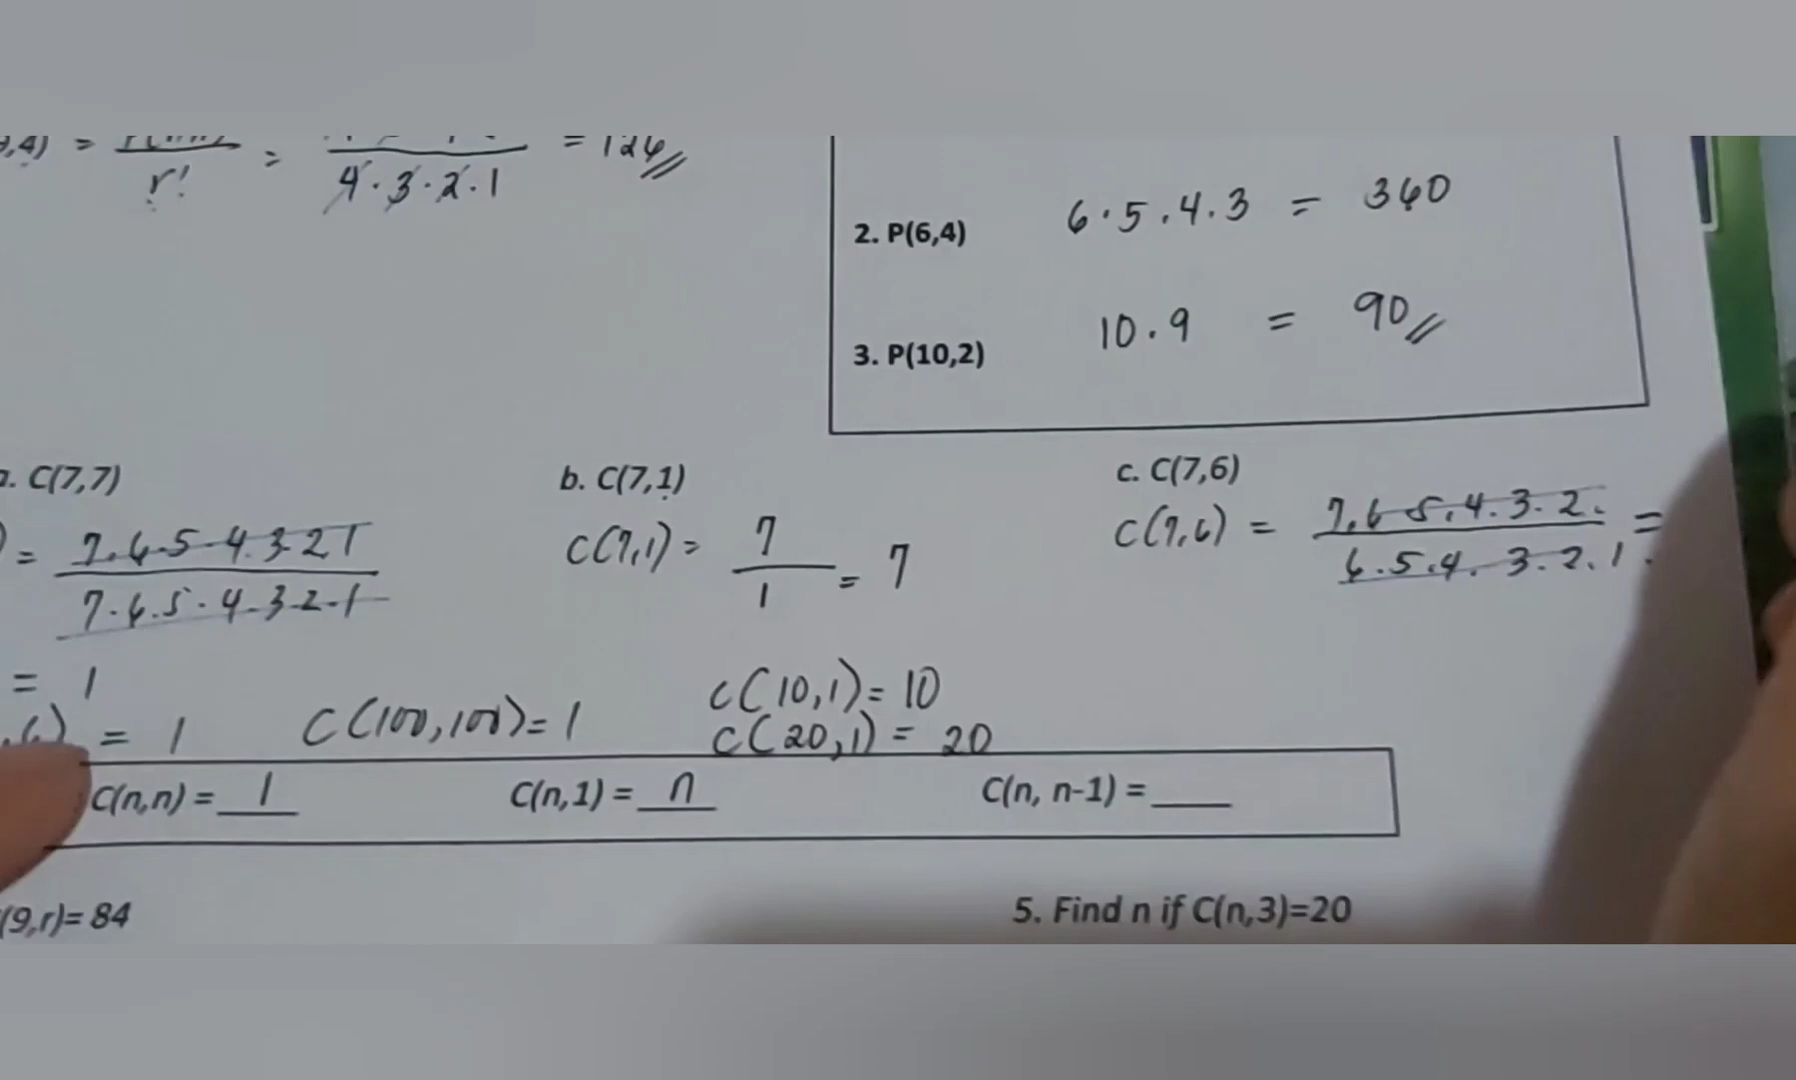 ,4) = = = 126
r! 4.3.2.1
2. P(6,4) 6.5.4.3 = 360
3. P(10,2) 10.9 = 90
. C(7,7) b. C(7,1) c. C(7,6)
) = 7.6.5.4.3.2.1 C(7,1) = 7 = 7 C(7,6) = 7.6.5.4.3.2. =
7.6.5.4.3.2.1 1 6.5.4.3.2.1
= 1 C(10,1) = 10
) = 1 C(100,100) = 1 C(20,1) = 20
C(n,n) = 1 C(n,1) = n C(n, n-1) = ____
(9,r)= 84 5. Find n if C(n,3)=20